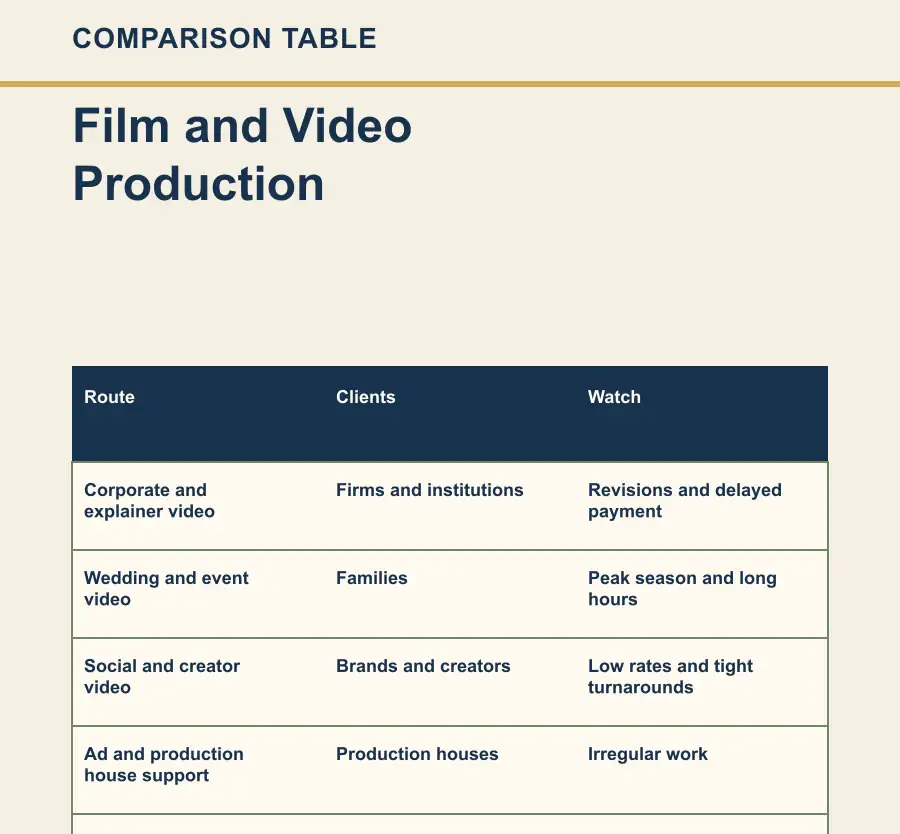 COMPARISON TABLE
Film and Video
Production
Route
Clients
Watch
Corporate and
explainer video
Firms and institutions
Revisions and delayed
payment
Wedding and event
video
Families
Peak season and long
hours
Social and creator
video
Brands and creators
Low rates and tight
turnarounds
Ad and production
house support
Production houses
Irregular work